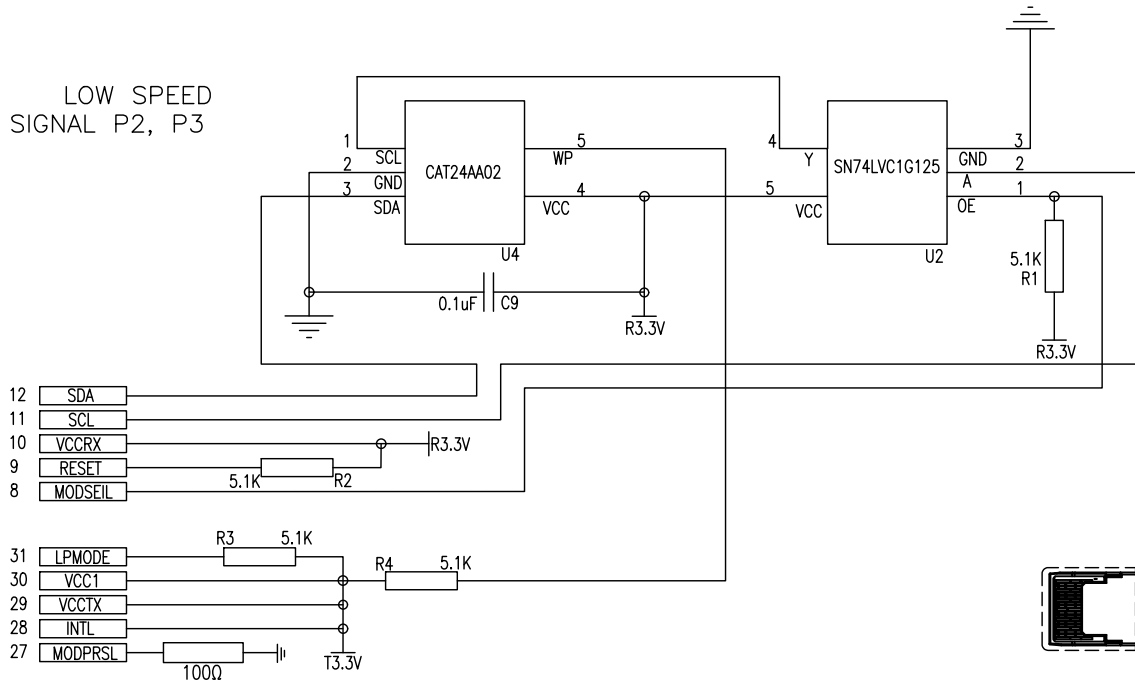 LOW SPEED
SIGNAL P2, P3
1
SCL
2
GND
3
SDA
CAT24AA02
5
WP
4
VCC
U4
4
Y
5
VCC
SN74LVC1G125
3
GND
2
A
1
OE
U2
5.1K
R1
R3.3V
0.1uF C9
R3.3V
12 SDA
11 SCL
10 VCCRX
R3.3V
9 RESET
5.1K R2
8 MODSEIL
31 LPMODE
R3 5.1K
30 VCC1
R4 5.1K
29 VCCTX
28 INTL
27 MODPRSL
100Ω
T3.3V